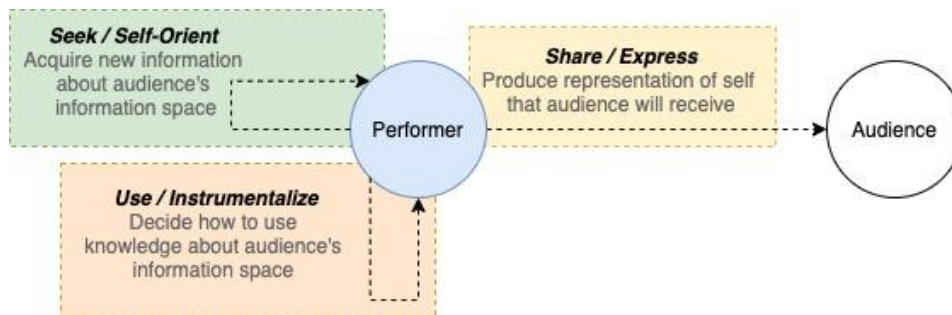 Seek / Self-Orient
Acquire new information
about audience's
information space
Share / Express
Produce representation of self
that audience will receive
Performer
Audience
Use / Instrumentalize
Decide how to use
knowledge about audience's
information space